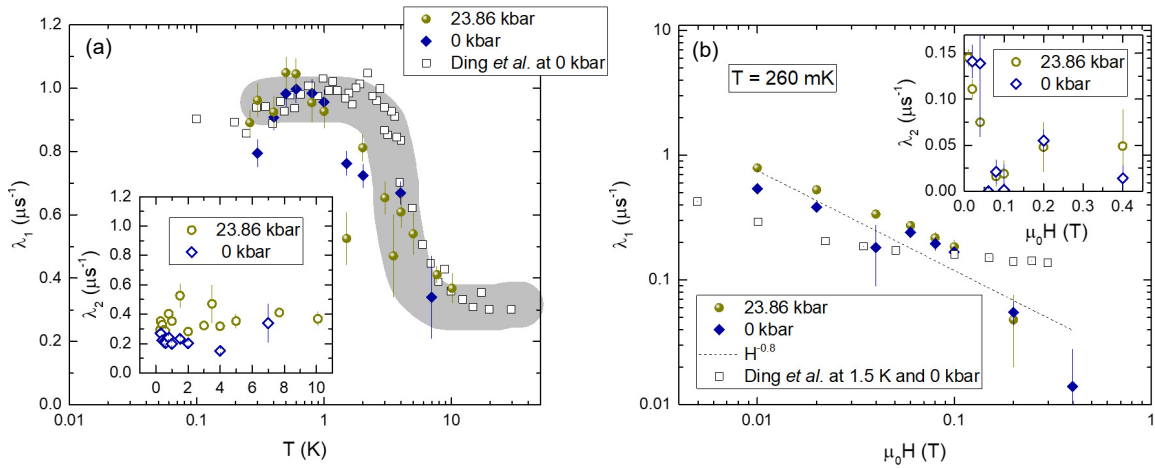 (a)
23.86 kbar
0 kbar
Ding et al. at 0 kbar
1.2
1.0
0.8
0.6
0.4
0.2
0.0
λ₁ (μs⁻¹)
0.01
0.1
1
10
T (K)
1.2
1.0
0.8
0.6
0.4
0.2
0.0
λ₂ (μs⁻¹)
23.86 kbar
0 kbar
0
2
4
6
8
10
(b)
T = 260 mK
10
1
0.1
0.01
λ₁ (μs⁻¹)
0.01
0.1
1
μ₀H (T)
23.86 kbar
0 kbar
H⁻⁰·⁸
Ding et al. at 1.5 K and 0 kbar
0.15
0.10
0.05
0.00
λ₂ (μs⁻¹)
23.86 kbar
0 kbar
0.0
0.1
0.2
0.3
0.4
μ₀H (T)